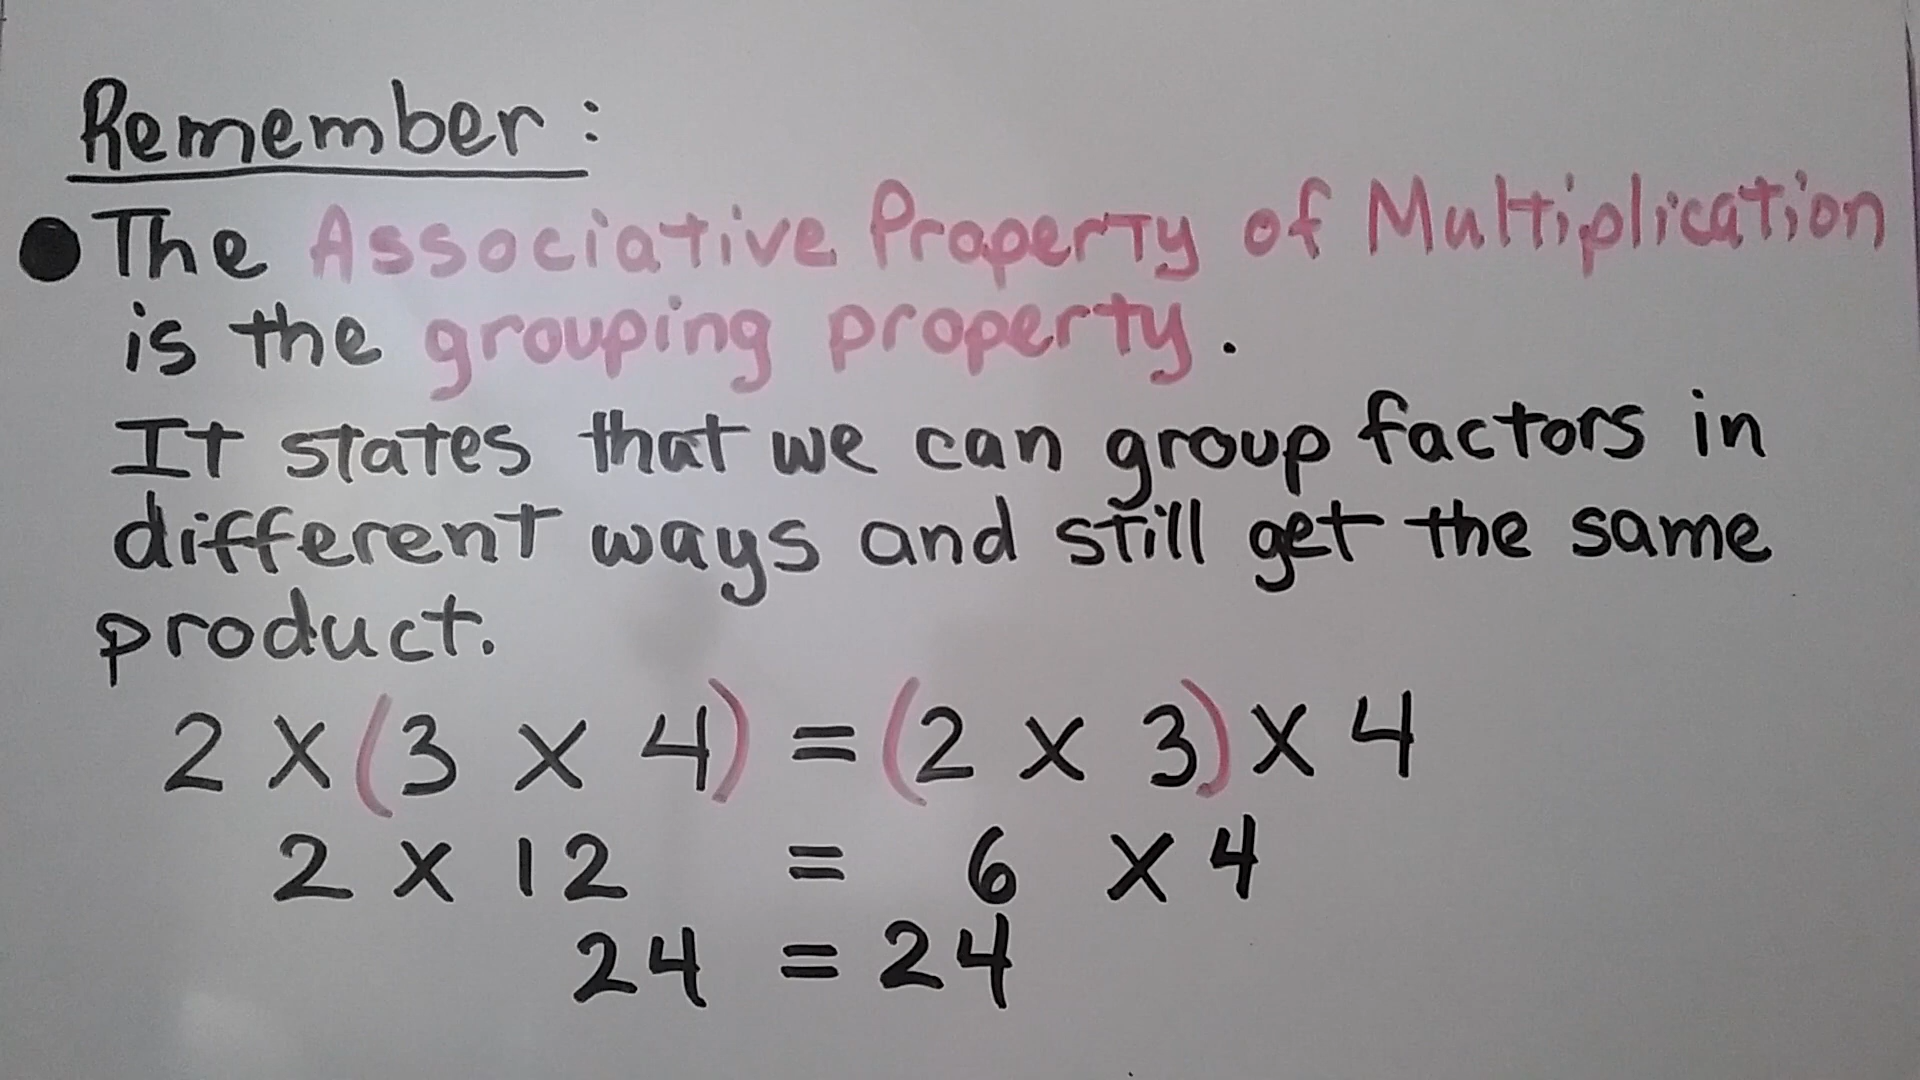 Remember:
● The Associative Property of Multiplication
is the grouping property.
It states that we can group factors in
different ways and still get the same
product.
2 x (3 x 4) = (2 x 3) x 4
2 x 12 = 6 x 4
24 = 24